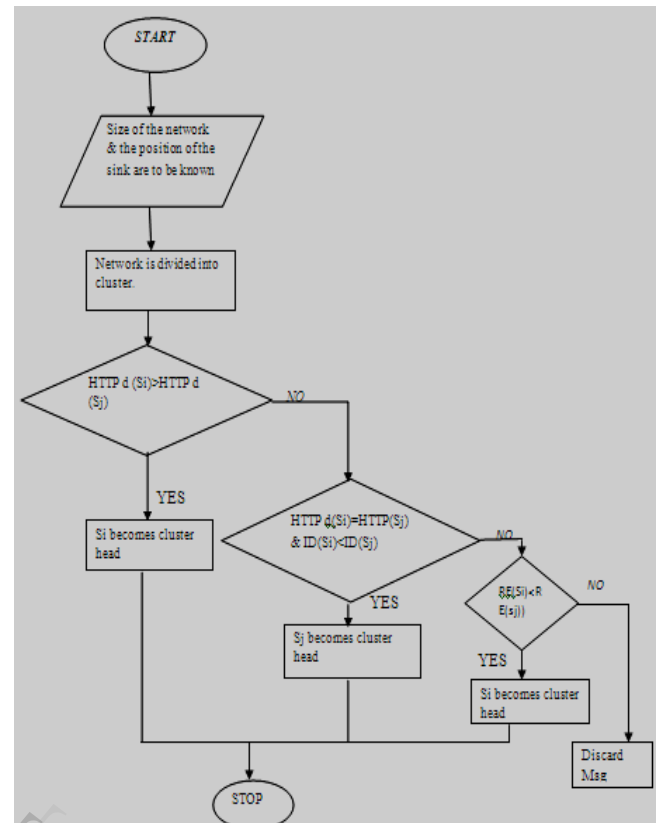 START
Size of the network
& the position of the
sink are to be known
Network is divided into
cluster.
HTTP d (Si)>HTTP d
(Sj)
NO
YES
Si becomes cluster
head
HTTP d(Si)=HTTP(Sj)
& ID(Si)<ID(Sj)
NO
YES
Sj becomes cluster
head
RE(Si)<R
E(sj))
NO
YES
Si becomes cluster
head
Discard
Msg
STOP